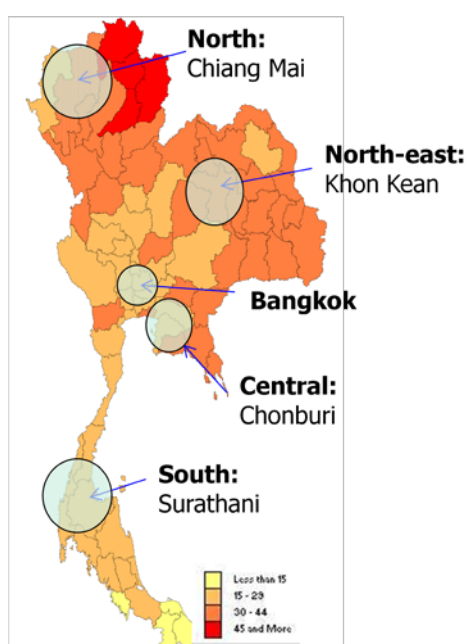 North:
Chiang Mai
North-east:
Khon Kean
Bangkok
Central:
Chonburi
South:
Surathani
Less than 15
15 - 29
30 - 44
45 and More